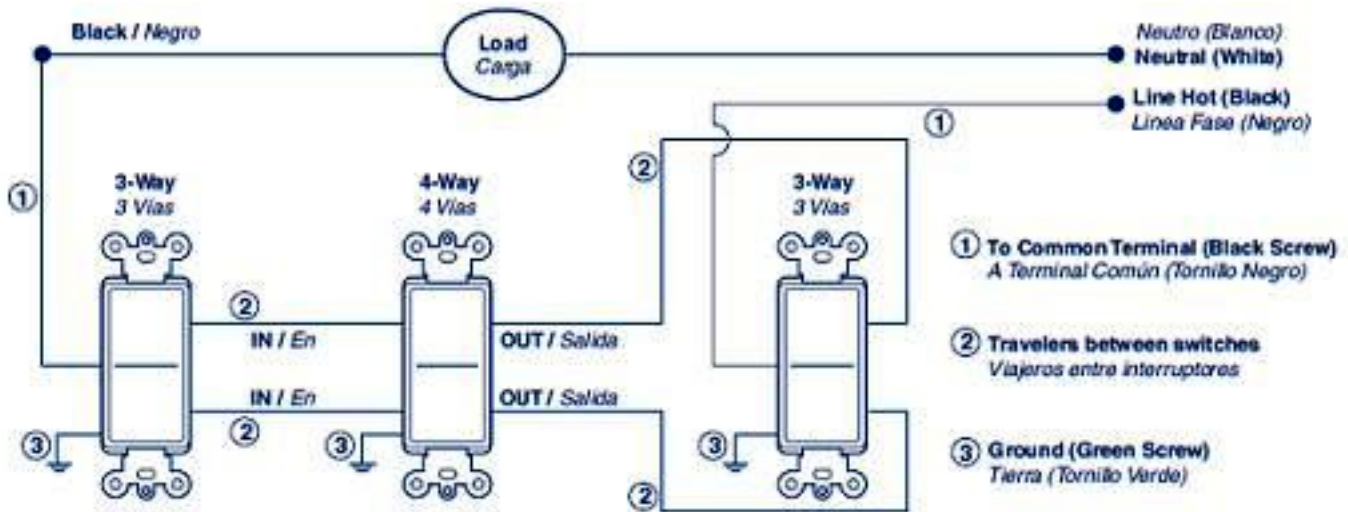 Black / Negro
Load
Carga
Neutro (Blanco)
Neutral (White)
Line Hot (Black)
Linea Fase (Negro)
1
2
1
3-Way
3 Vías
4-Way
4 Vías
3-Way
3 Vías
1 To Common Terminal (Black Screw)
A Terminal Común (Tornillo Negro)
2
IN / En
OUT / Salida
2 Travelers between switches
Viajeros entre interruptores
IN / En
OUT / Salida
2
3
3
3
3 Ground (Green Screw)
Tierra (Tornillo Verde)
2